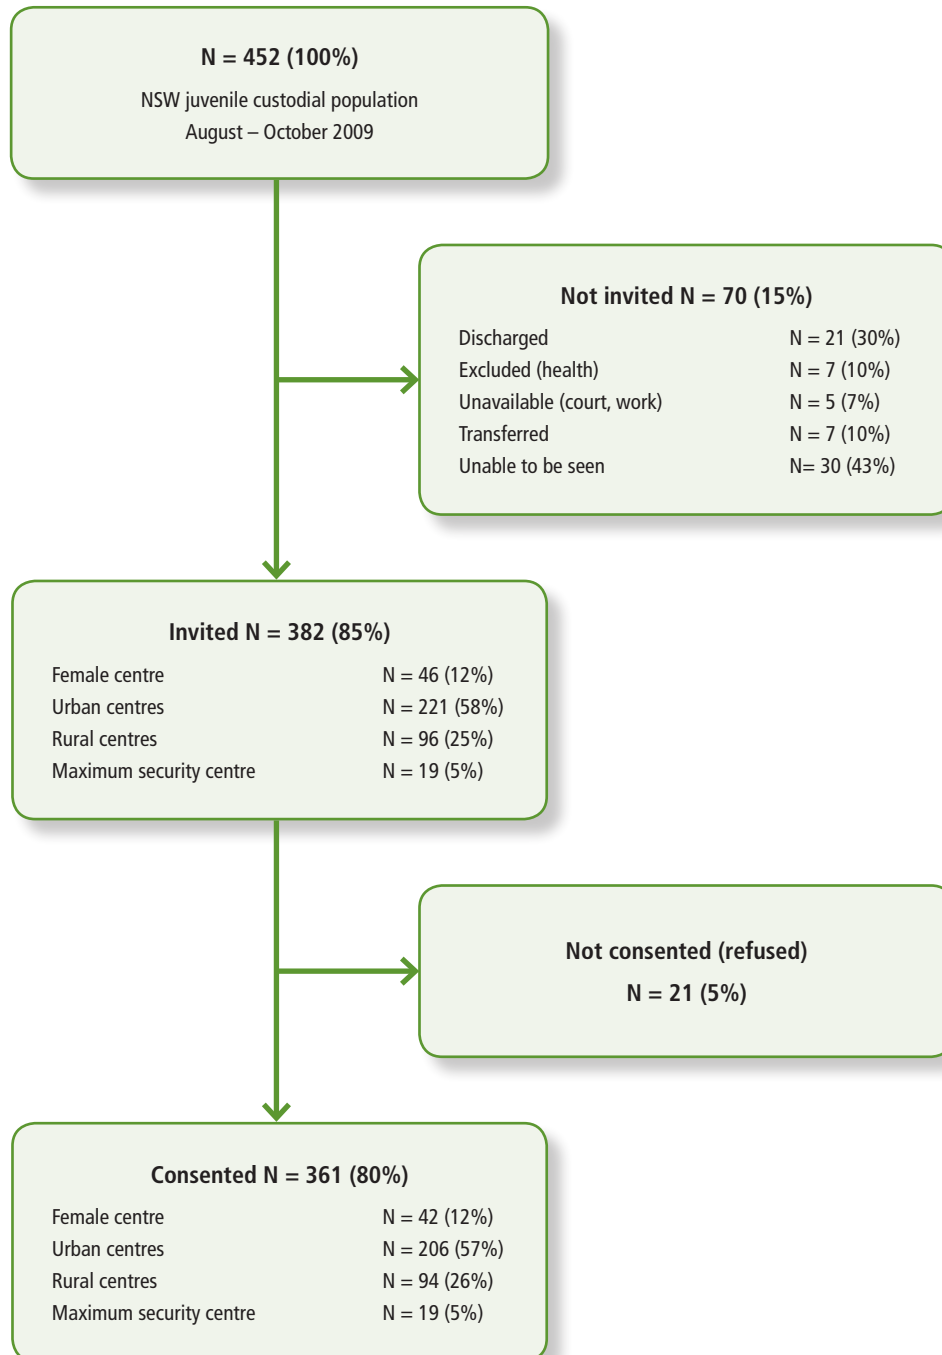 N = 452 (100%)
NSW juvenile custodial population
August – October 2009
Not invited N = 70 (15%)
Discharged N = 21 (30%)
Excluded (health) N = 7 (10%)
Unavailable (court, work) N = 5 (7%)
Transferred N = 7 (10%)
Unable to be seen N= 30 (43%)
Invited N = 382 (85%)
Female centre N = 46 (12%)
Urban centres N = 221 (58%)
Rural centres N = 96 (25%)
Maximum security centre N = 19 (5%)
Not consented (refused)
N = 21 (5%)
Consented N = 361 (80%)
Female centre N = 42 (12%)
Urban centres N = 206 (57%)
Rural centres N = 94 (26%)
Maximum security centre N = 19 (5%)